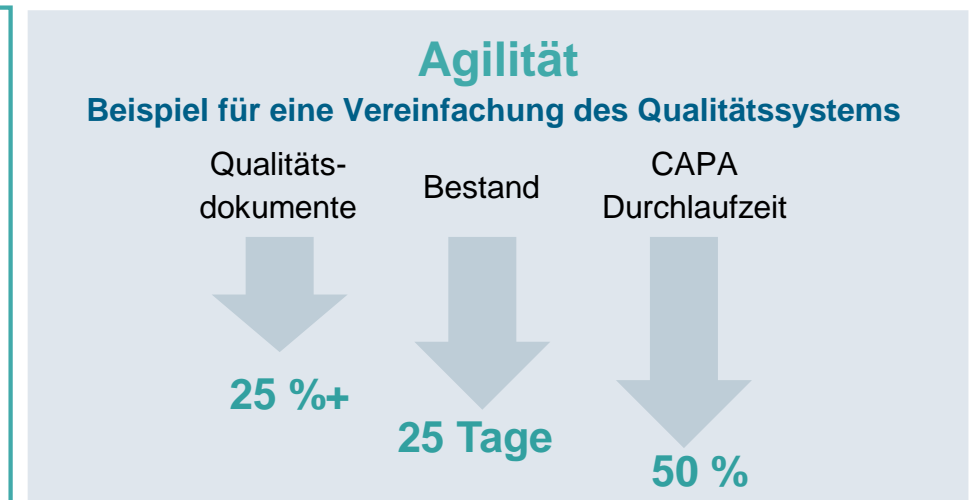 Agilität
Beispiel für eine Vereinfachung des Qualitätssystems
Qualitäts-
dokumente
Bestand
CAPA
Durchlaufzeit
25 %+
25 Tage
50 %